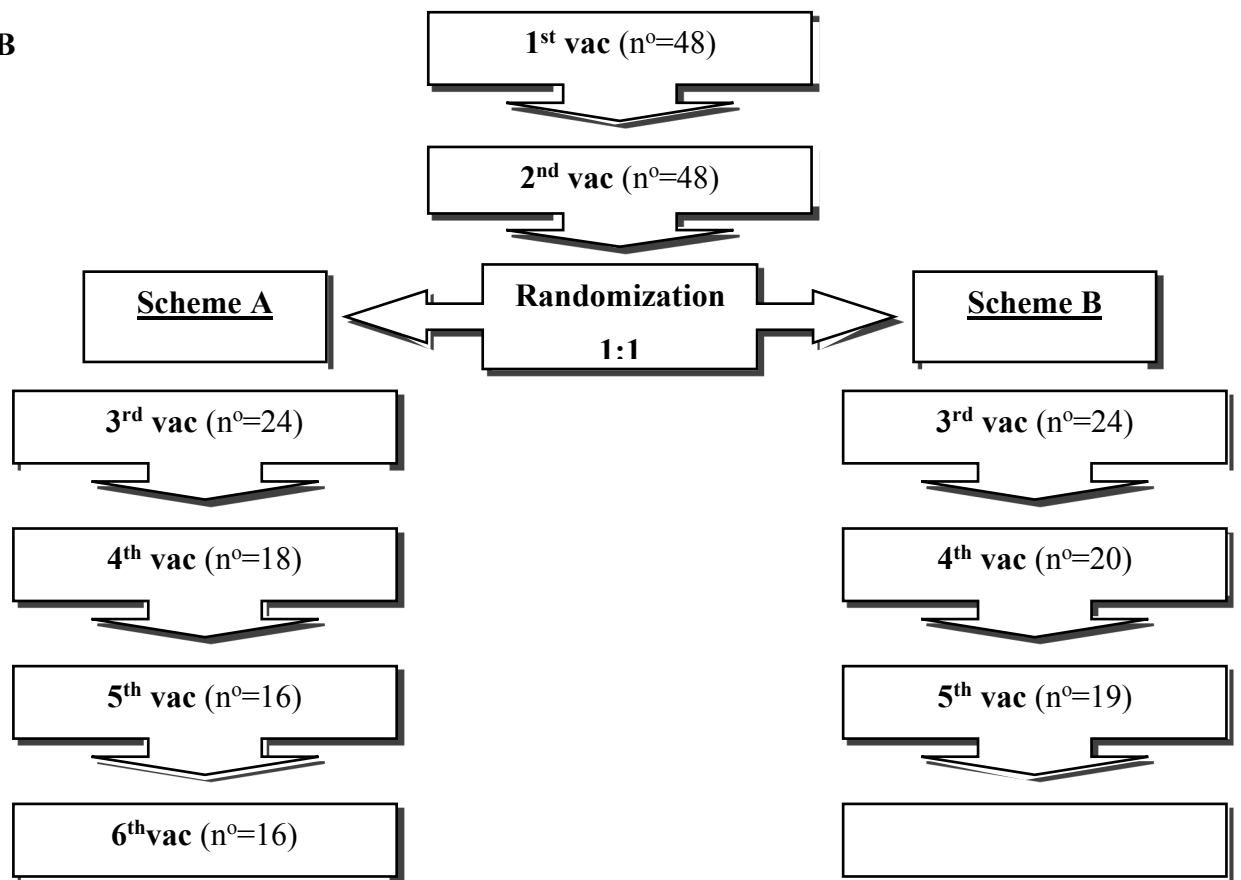 B
1st vac (nº=48)
2nd vac (nº=48)
Scheme A
Randomization
1:1
Scheme B
3rd vac (nº=24)
3rd vac (nº=24)
4th vac (nº=18)
4th vac (nº=20)
5th vac (nº=16)
5th vac (nº=19)
6thvac (nº=16)